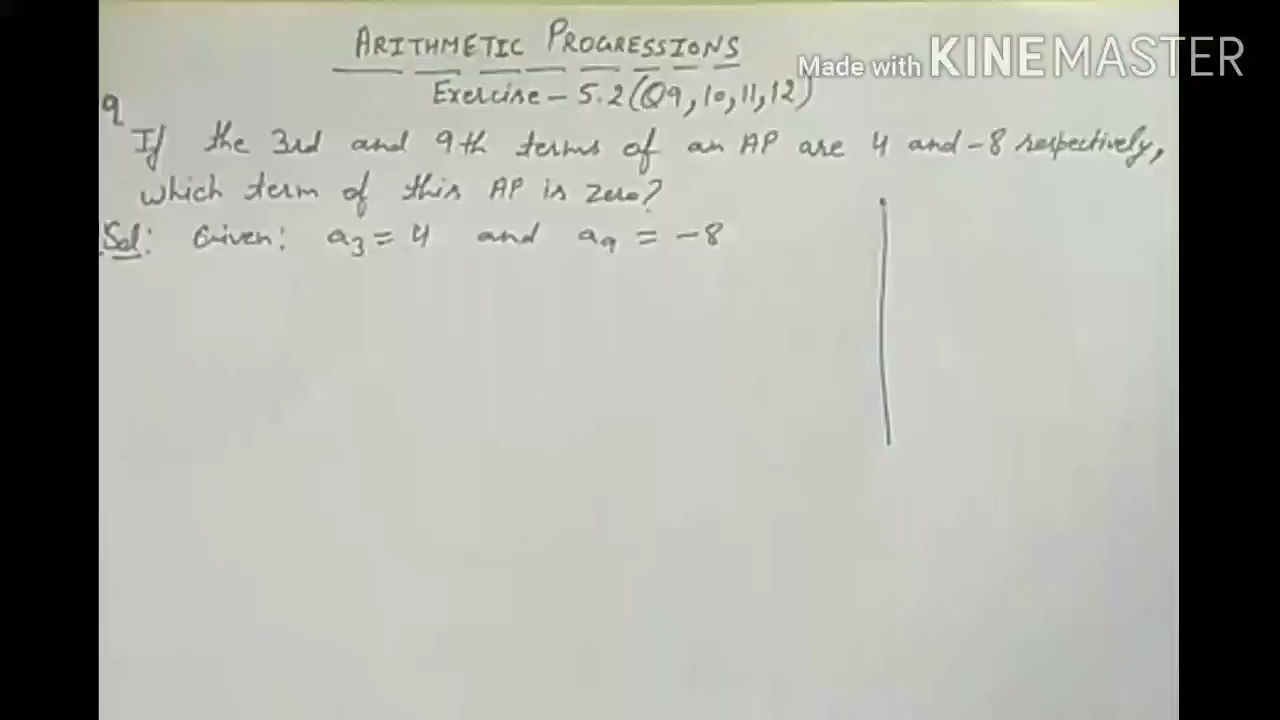 ARITHMETIC PROGRESSIONS
Made with KINEMASTER
Exercise - 5.2 (Q9, 10, 11, 12)
9
If the 3rd and 9th terms of an AP are 4 and -8 respectively,
which term of this AP is zero?
Sol: Given: a₃ = 4 and a₉ = -8